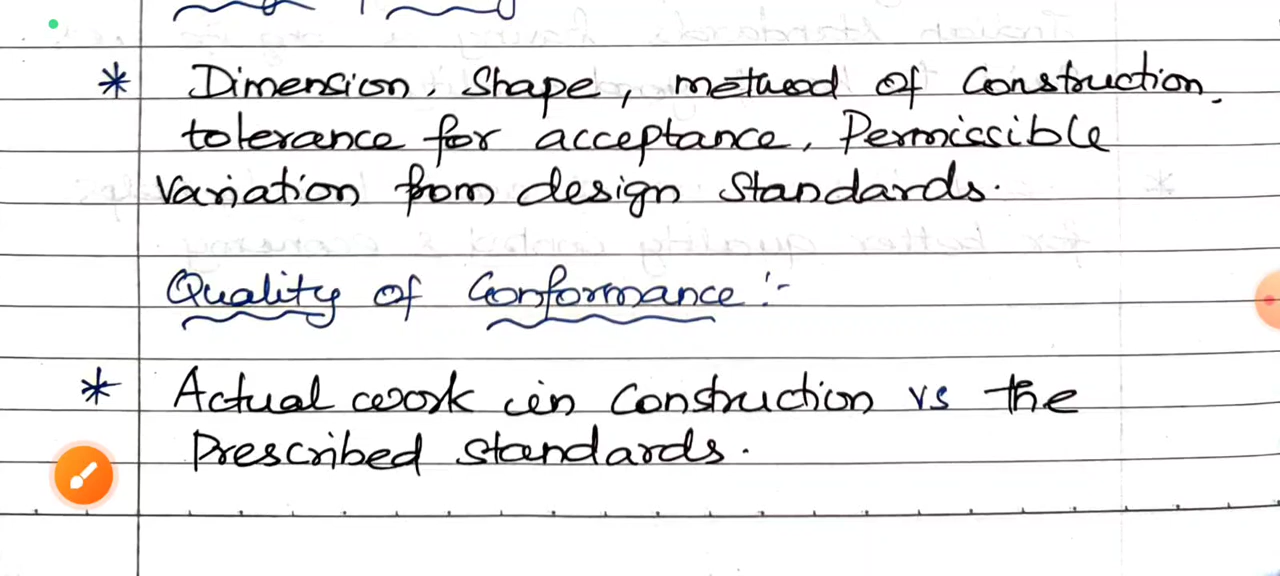 * Dimension, Shape, method of Construction,
tolerance for acceptance, Permissible
Variation from design Standards.
Quality of Conformance :-
* Actual work in Construction vs the
Prescribed standards.